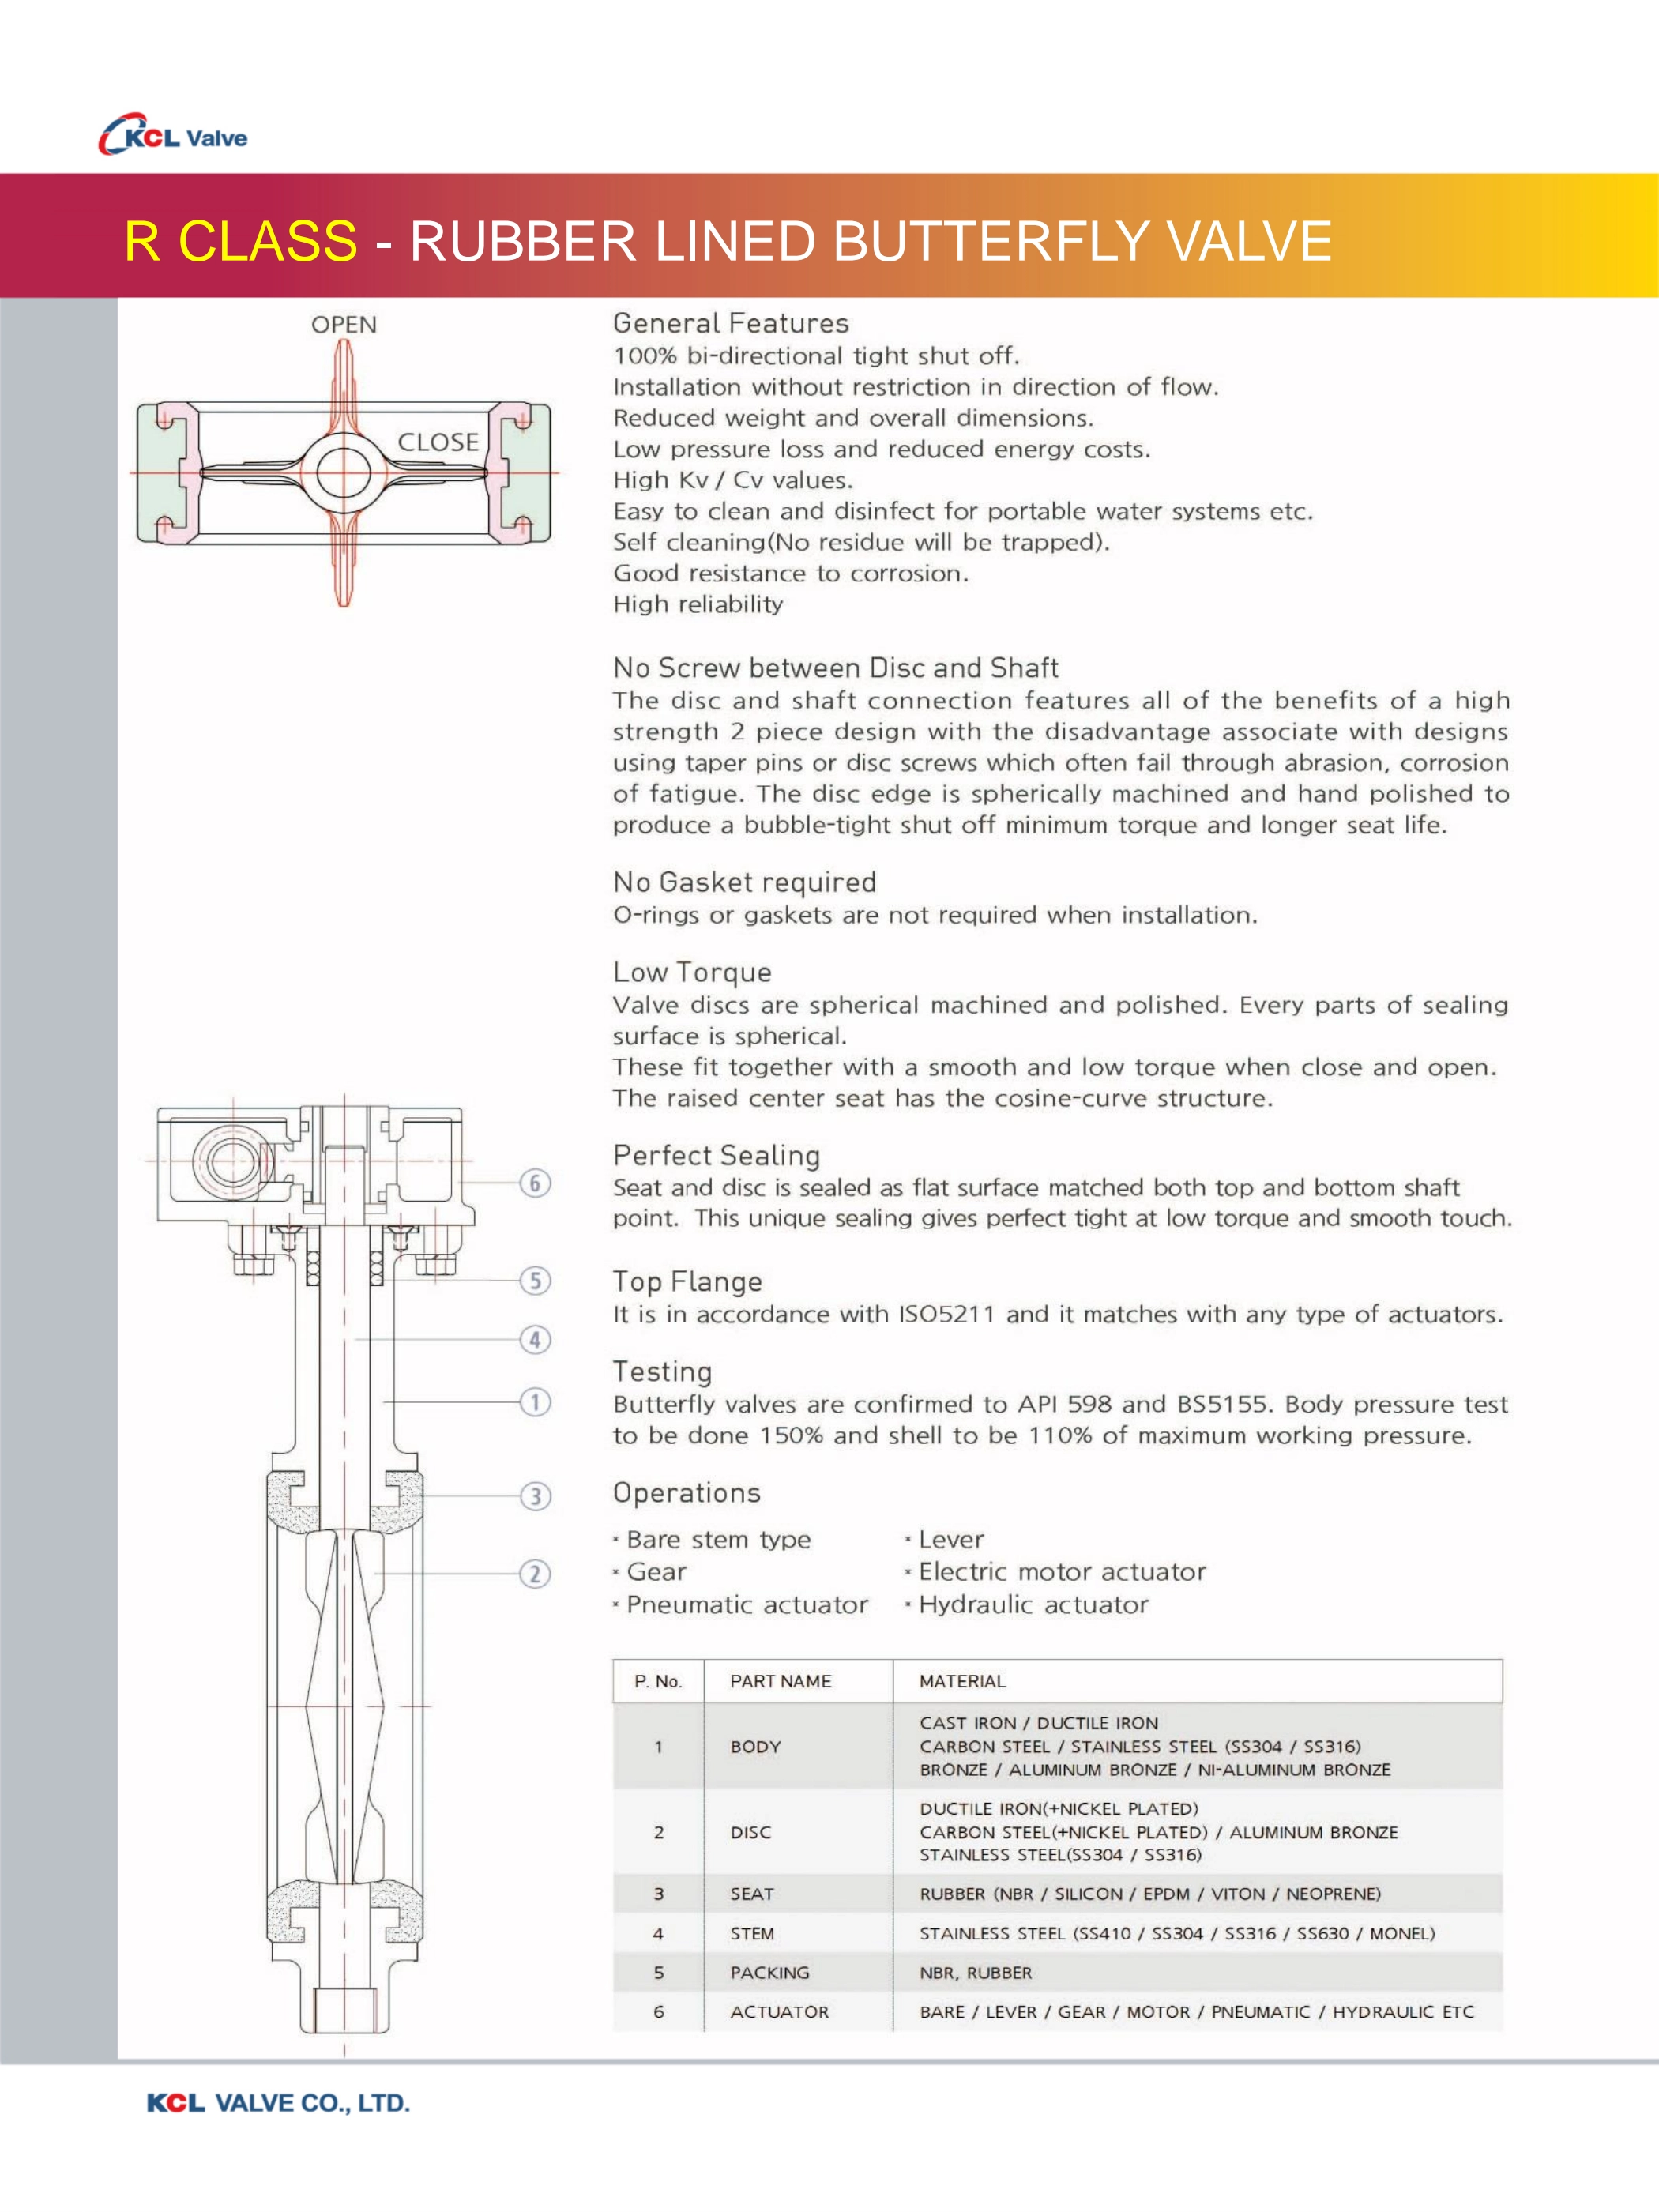 KCL Valve
R CLASS - RUBBER LINED BUTTERFLY VALVE
OPEN
CLOSE
General Features
100% bi-directional tight shut off.
Installation without restriction in direction of flow.
Reduced weight and overall dimensions.
Low pressure loss and reduced energy costs.
High Kv / Cv values.
Easy to clean and disinfect for portable water systems etc.
Self cleaning(No residue will be trapped).
Good resistance to corrosion.
High reliability
No Screw between Disc and Shaft
The disc and shaft connection features all of the benefits of a high
strength 2 piece design with the disadvantage associate with designs
using taper pins or disc screws which often fail through abrasion, corrosion
of fatigue. The disc edge is spherically machined and hand polished to
produce a bubble-tight shut off minimum torque and longer seat life.
No Gasket required
O-rings or gaskets are not required when installation.
Low Torque
Valve discs are spherical machined and polished. Every parts of sealing
surface is spherical.
These fit together with a smooth and low torque when close and open.
The raised center seat has the cosine-curve structure.
Perfect Sealing
Seat and disc is sealed as flat surface matched both top and bottom shaft
point. This unique sealing gives perfect tight at low torque and smooth touch.
Top Flange
It is in accordance with ISO5211 and it matches with any type of actuators.
Testing
Butterfly valves are confirmed to API 598 and BS5155. Body pressure test
to be done 150% and shell to be 110% of maximum working pressure.
Operations
· Bare stem type · Lever
· Gear · Electric motor actuator
· Pneumatic actuator · Hydraulic actuator
6
5
4
1
3
2
P. No. PART NAME MATERIAL
1 BODY CAST IRON / DUCTILE IRON
CARBON STEEL / STAINLESS STEEL (SS304 / SS316)
BRONZE / ALUMINUM BRONZE / NI-ALUMINUM BRONZE
2 DISC DUCTILE IRON(+NICKEL PLATED)
CARBON STEEL(+NICKEL PLATED) / ALUMINUM BRONZE
STAINLESS STEEL(SS304 / SS316)
3 SEAT RUBBER (NBR / SILICON / EPDM / VITON / NEOPRENE)
4 STEM STAINLESS STEEL (SS410 / SS304 / SS316 / SS630 / MONEL)
5 PACKING NBR, RUBBER
6 ACTUATOR BARE / LEVER / GEAR / MOTOR / PNEUMATIC / HYDRAULIC ETC
KCL VALVE CO., LTD.